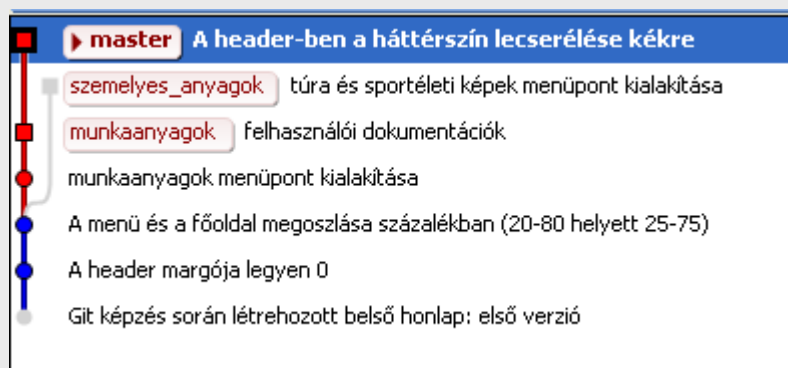 master A header-ben a háttérszín lecserélése kékre
szemelyes_anyagok túra és sportéleti képek menüpont kialakítása
munkaanyagok felhasználói dokumentációk
munkaanyagok menüpont kialakítása
A menü és a főoldal megoszlása százalékban (20-80 helyett 25-75)
A header margója legyen 0
Git képzés során létrehozott belső honlap: első verzió